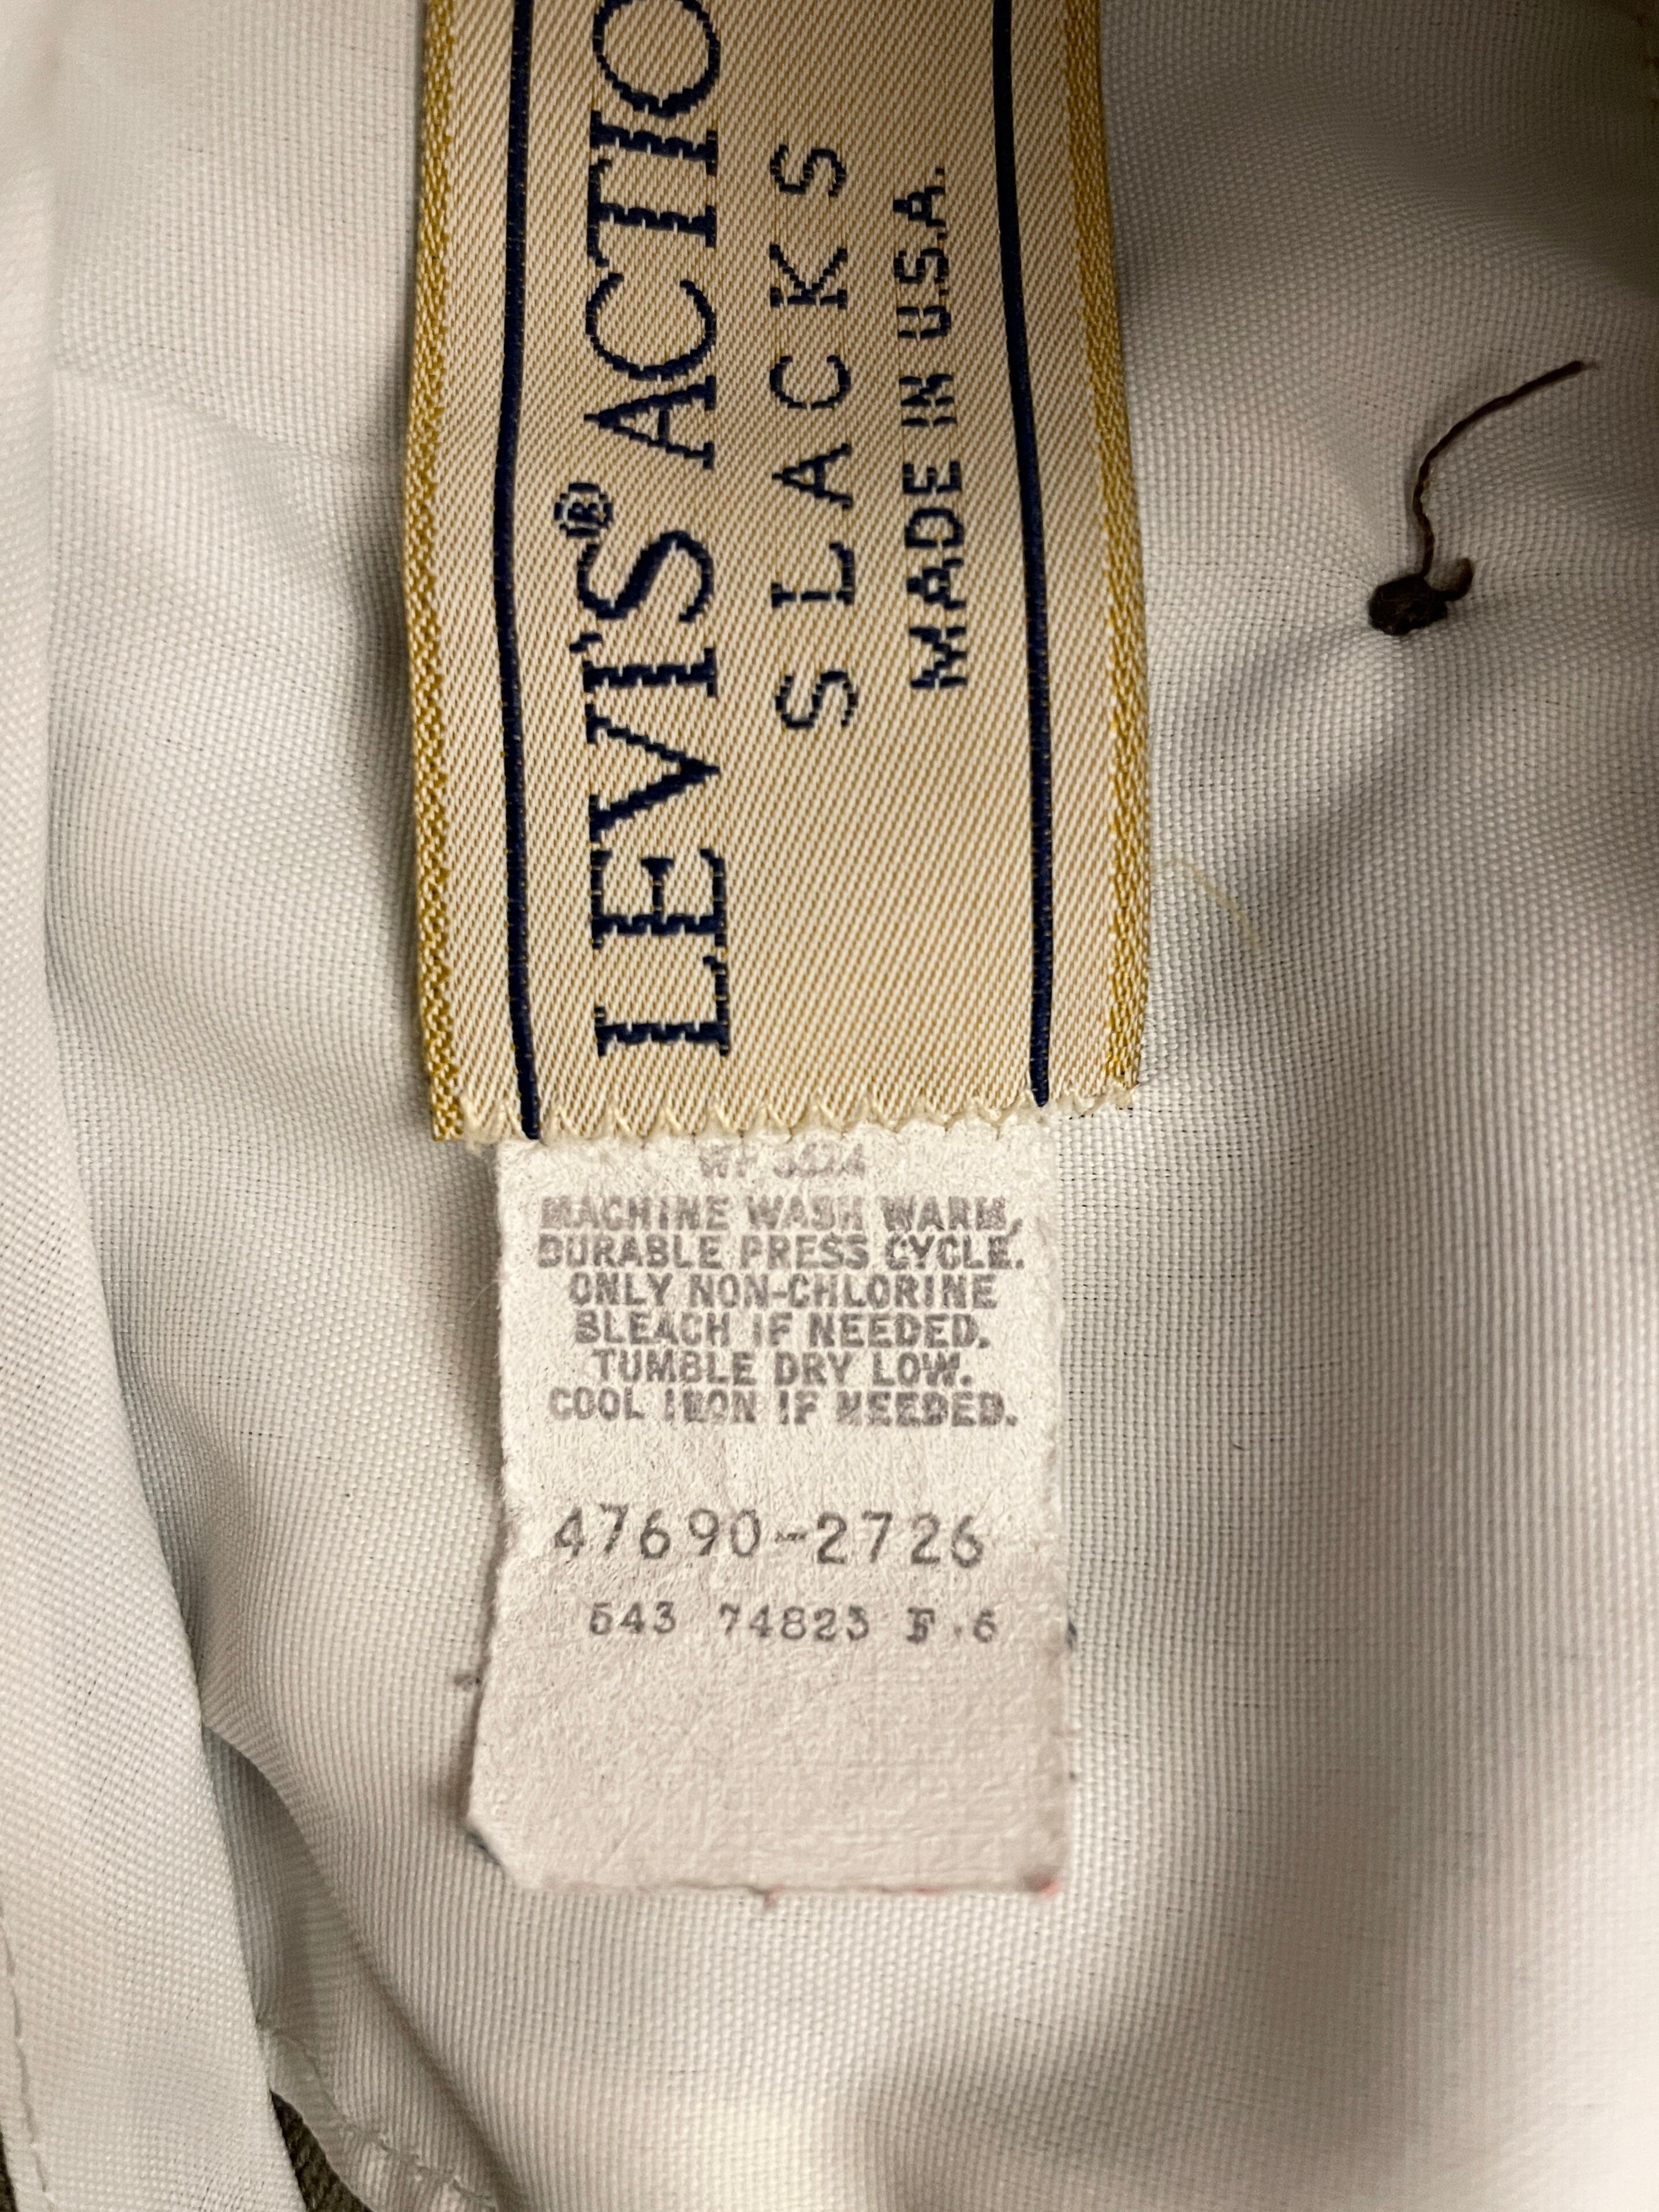 LEVI'S® ACTIO
SLACKS
MADE IN U.S.A.
MACHINE WASH WARM,
DURABLE PRESS CYCLE.
ONLY NON-CHLORINE
BLEACH IF NEEDED.
TUMBLE DRY LOW.
COOL IRON IF NEEDED.
47690-2726
543 74823 F.6